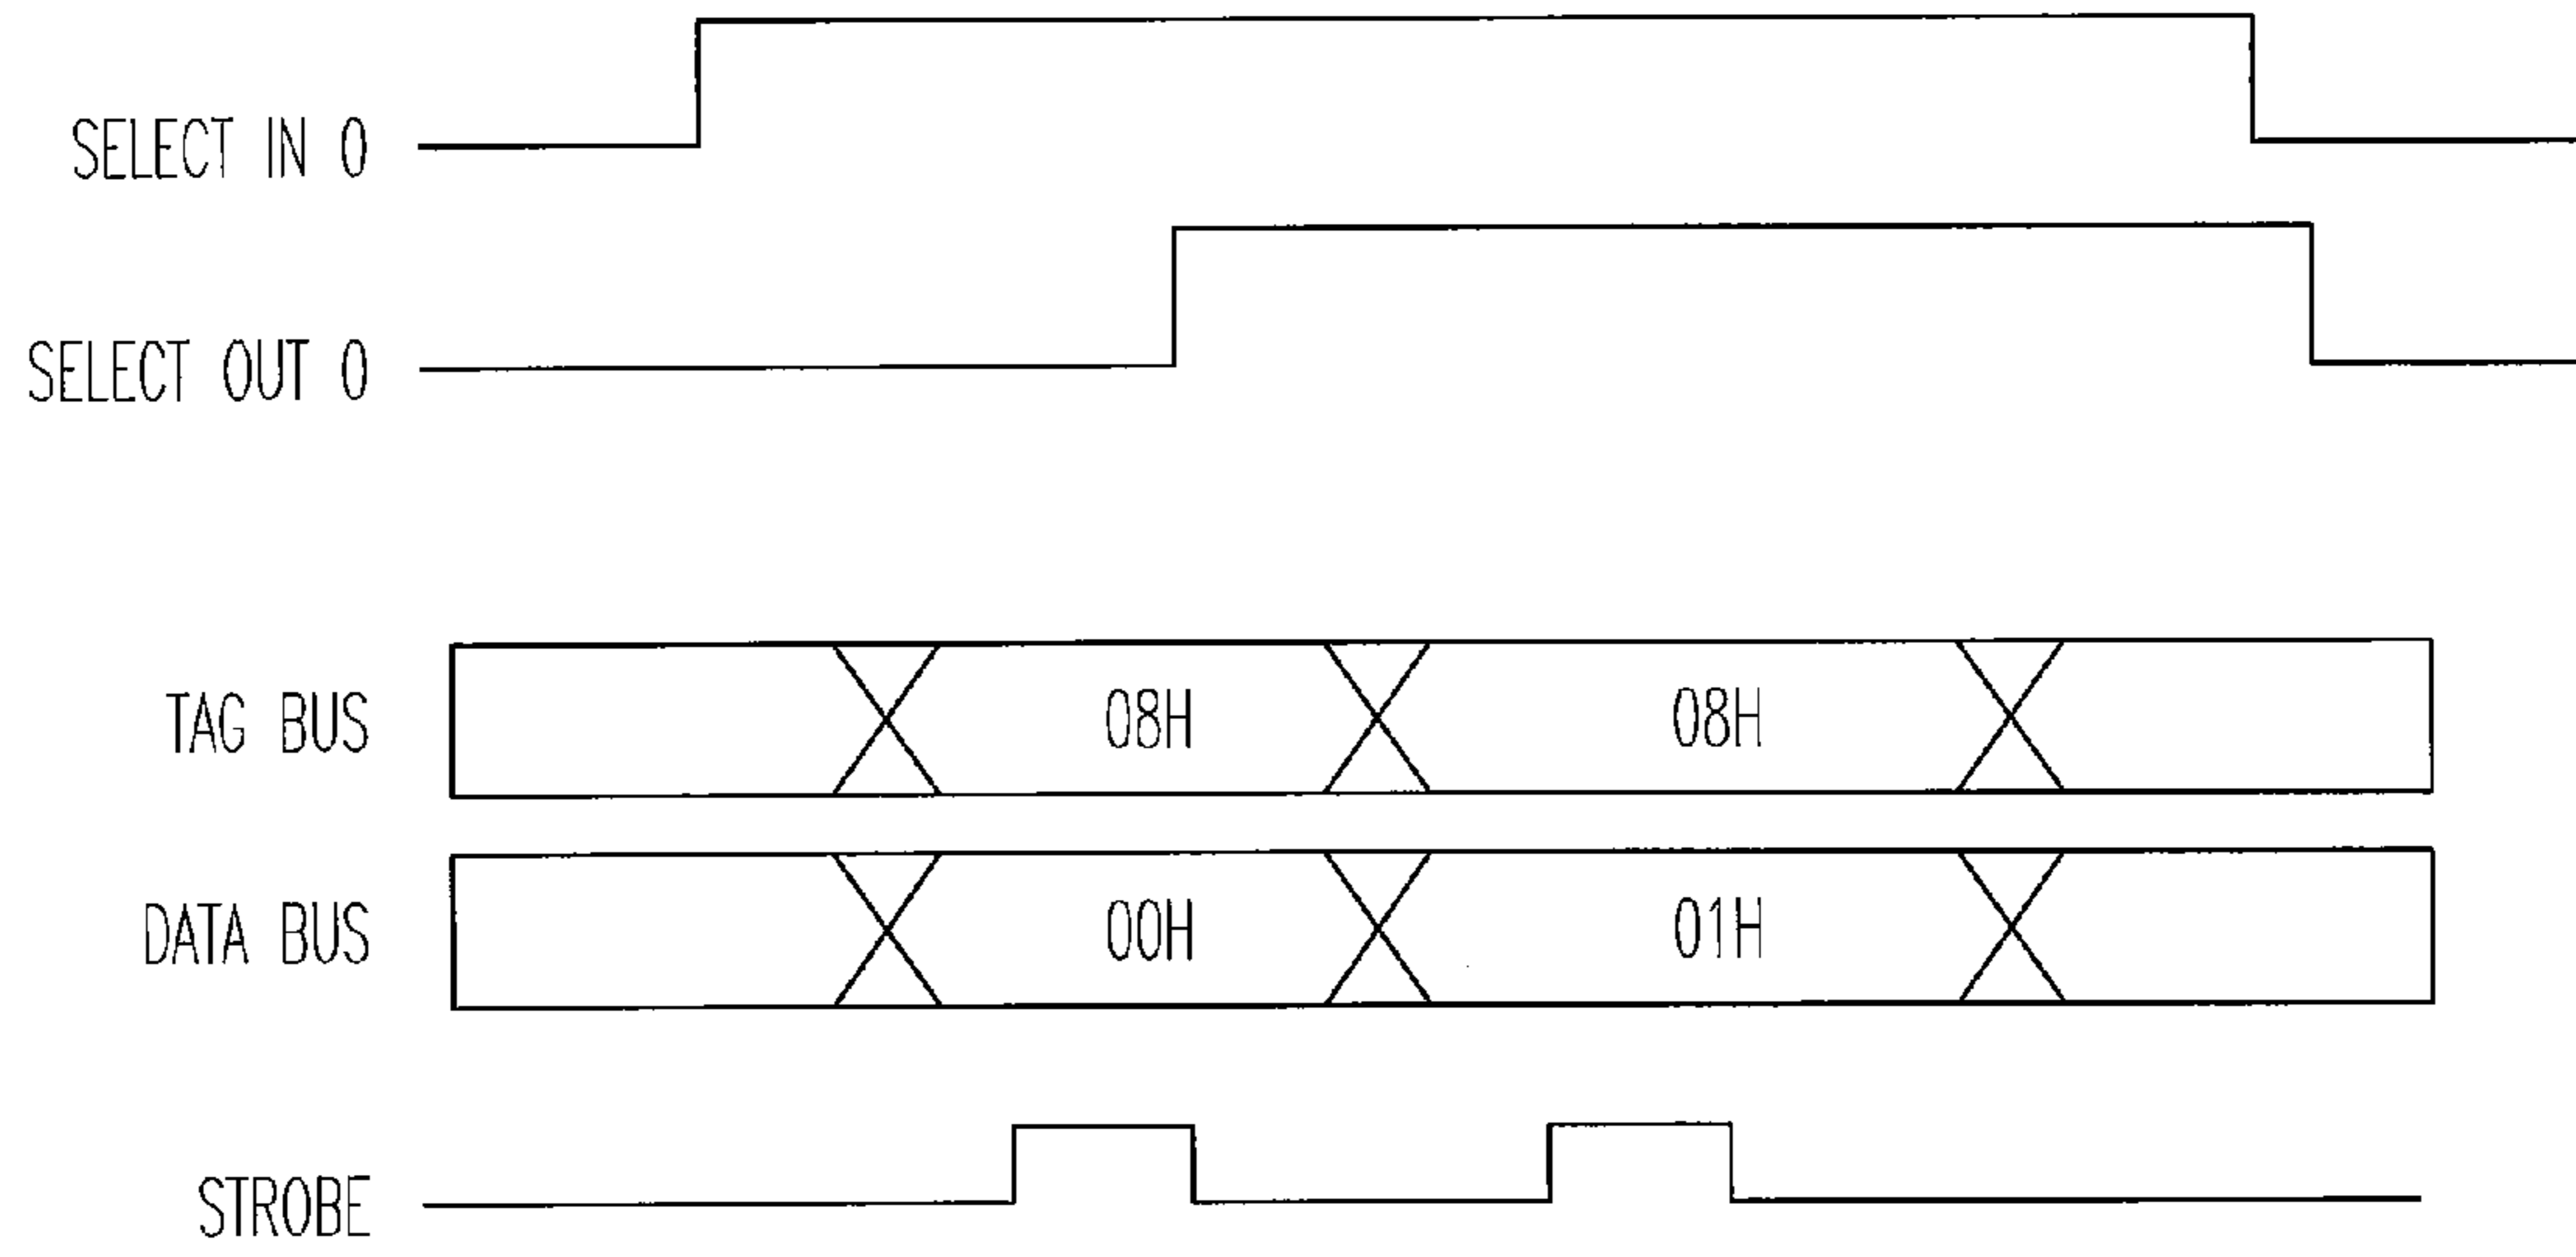 SELECT IN 0
SELECT OUT 0
TAG BUS 08H 08H
DATA BUS 00H 01H
STROBE